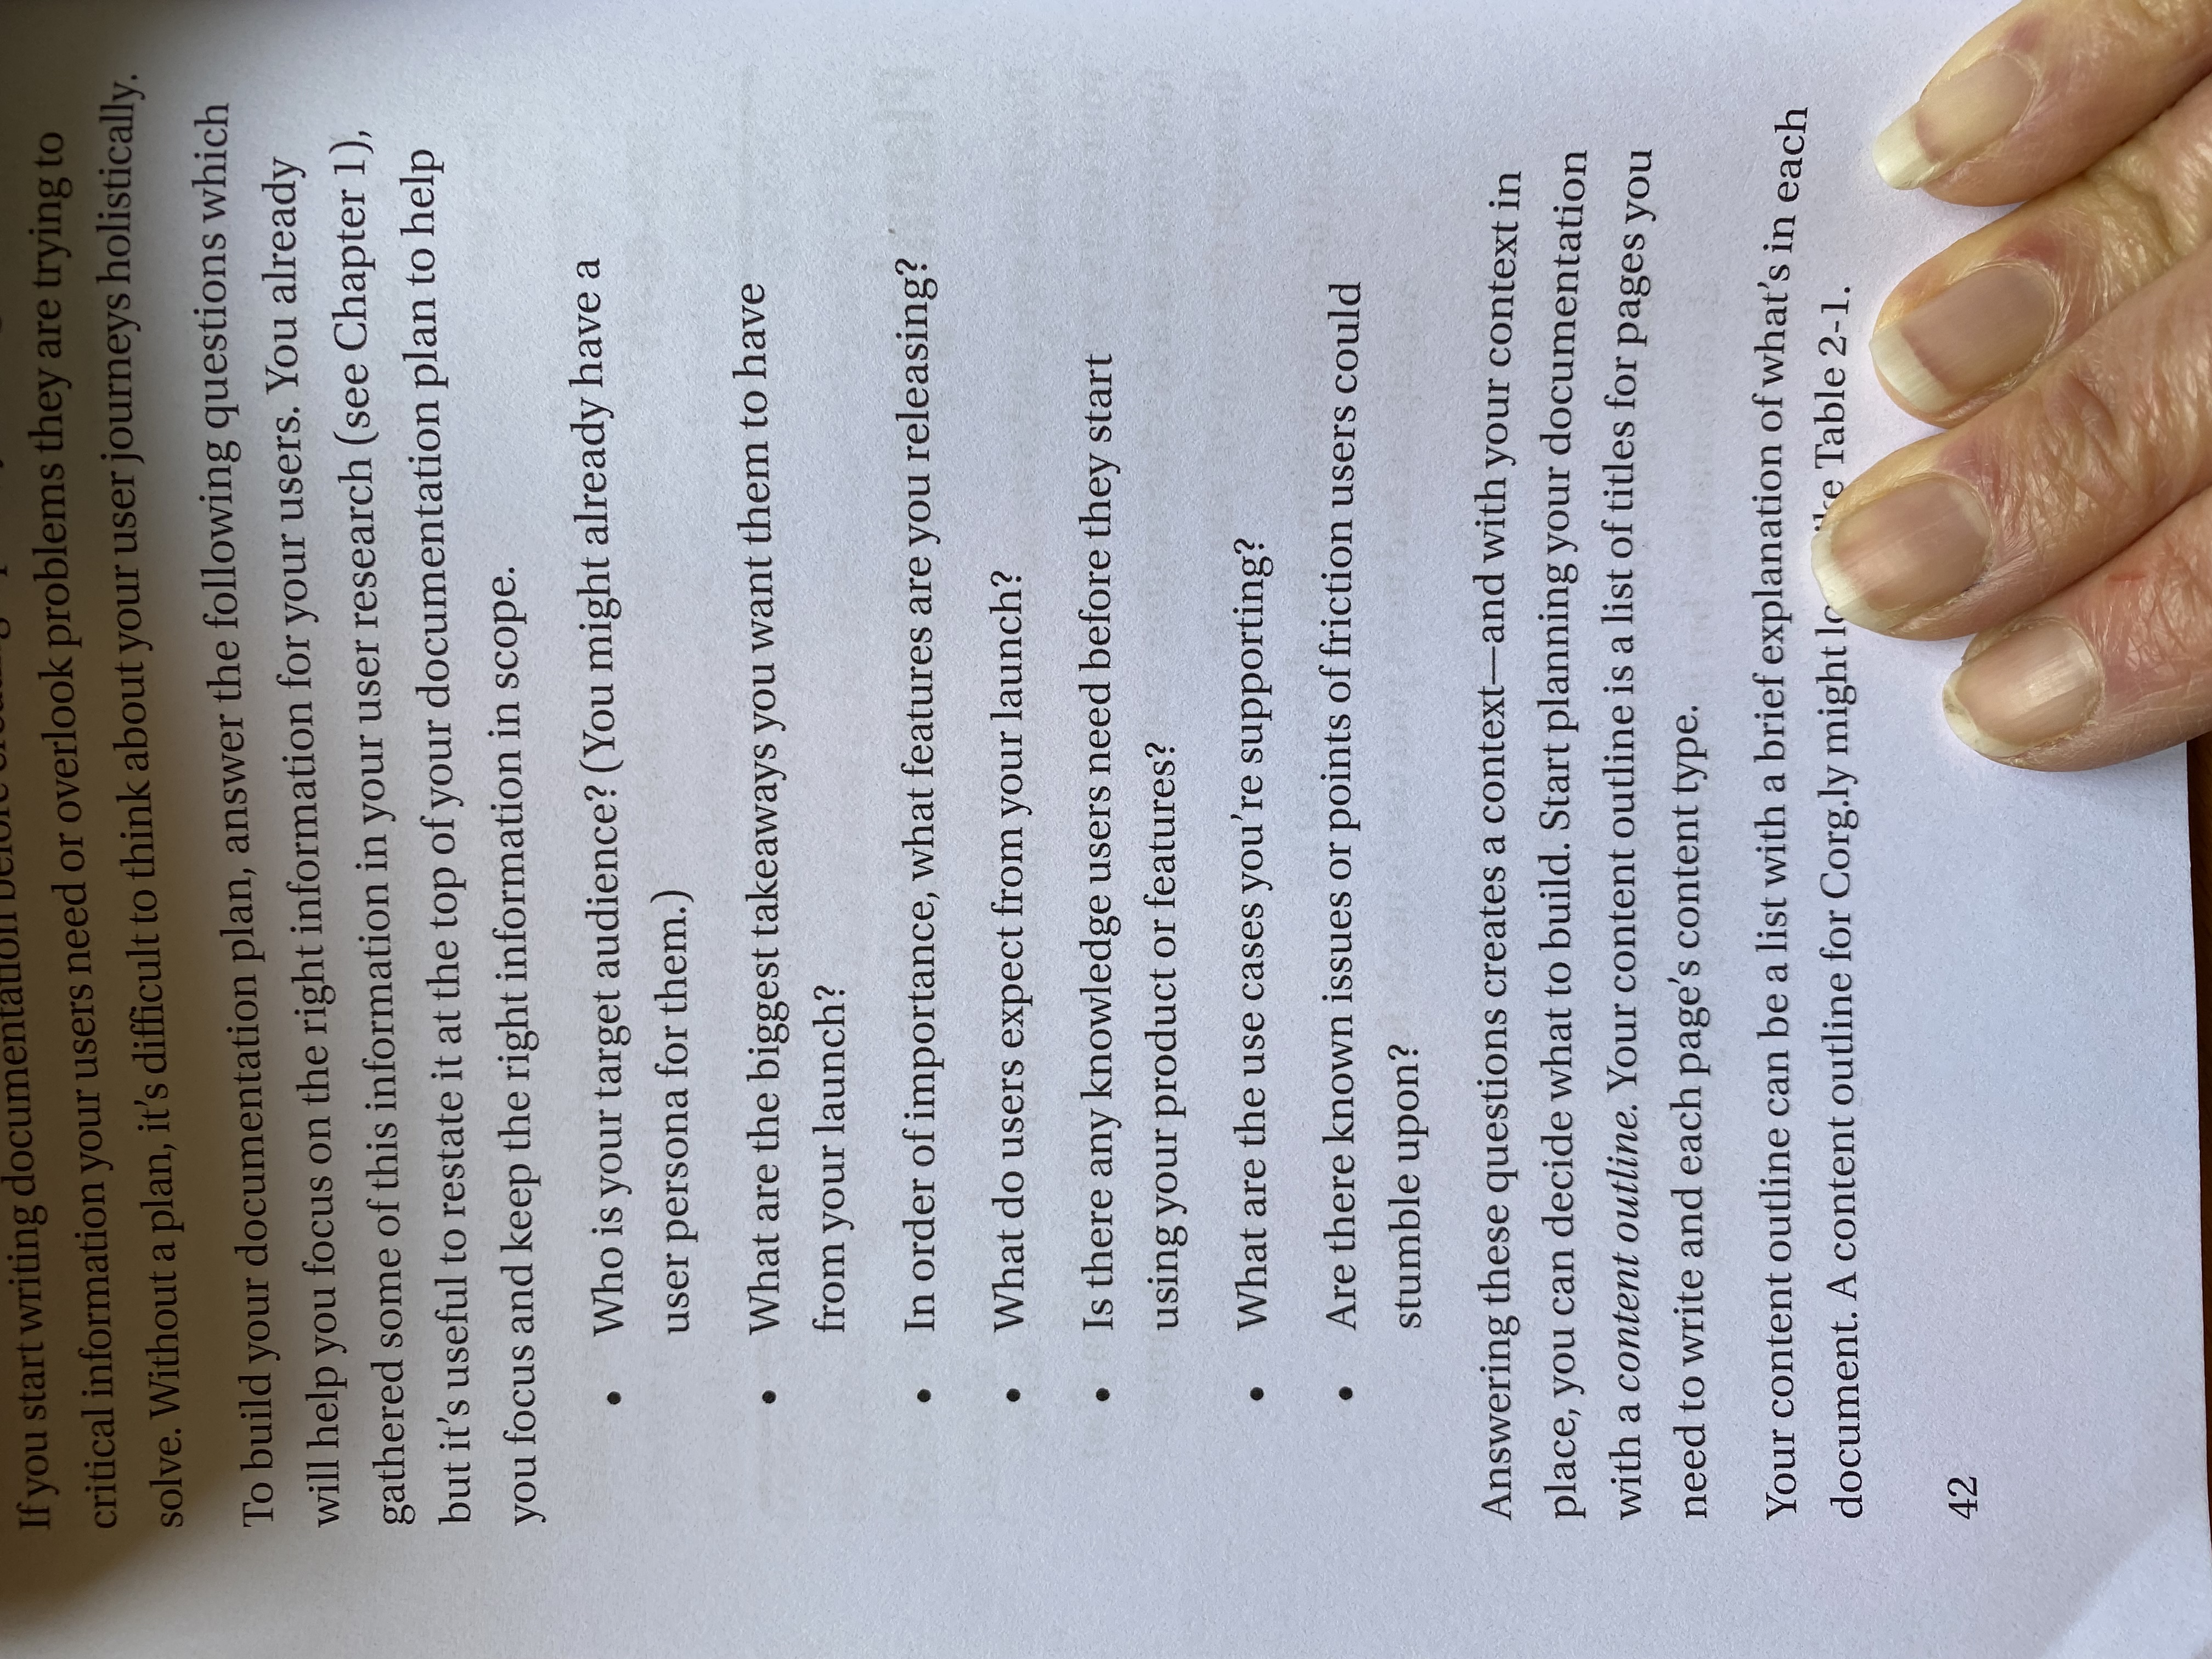 If you start writing documentation before
critical information your users need or overlook problems they are trying to
solve. Without a plan, it's difficult to think about your user journeys holistically.
To build your documentation plan, answer the following questions which
will help you focus on the right information for your users. You already
gathered some of this information in your user research (see Chapter 1),
but it's useful to restate it at the top of your documentation plan to help
you focus and keep the right information in scope.
• Who is your target audience? (You might already have a
user persona for them.)
• What are the biggest takeaways you want them to have
from your launch?
• In order of importance, what features are you releasing?
• What do users expect from your launch?
• Is there any knowledge users need before they start
using your product or features?
• What are the use cases you're supporting?
• Are there known issues or points of friction users could
stumble upon?
Answering these questions creates a context—and with your context in
place, you can decide what to build. Start planning your documentation
with a content outline. Your content outline is a list of titles for pages you
need to write and each page's content type.
Your content outline can be a list with a brief explanation of what's in each
document. A content outline for Corg.ly might Table 2-1.
42